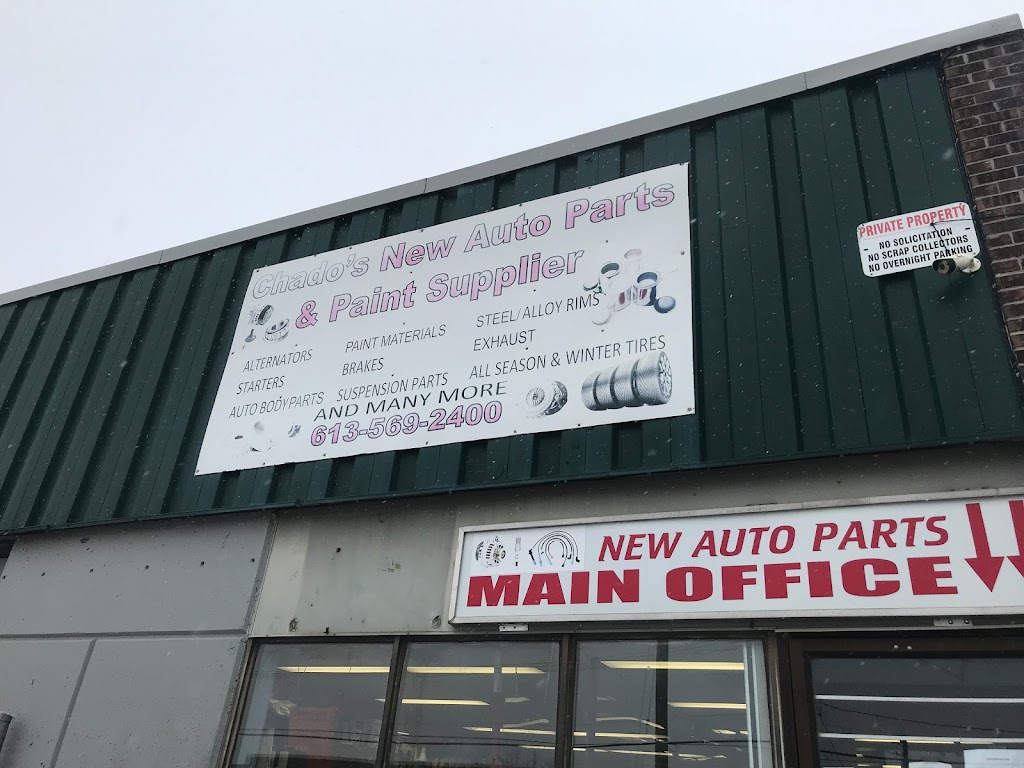 Chado's New Auto Parts
& Paint Supplier
ALTERNATORS
STARTERS
AUTO BODY PARTS
PAINT MATERIALS
BRAKES
SUSPENSION PARTS
STEEL/ALLOY RIMS
EXHAUST
ALL SEASON & WINTER TIRES
AND MANY MORE
613-569-2400
PRIVATE PROPERTY
NO SOLICITATION
NO SCRAP COLLECTORS
NO OVERNIGHT PARKING
NEW AUTO PARTS
MAIN OFFICE